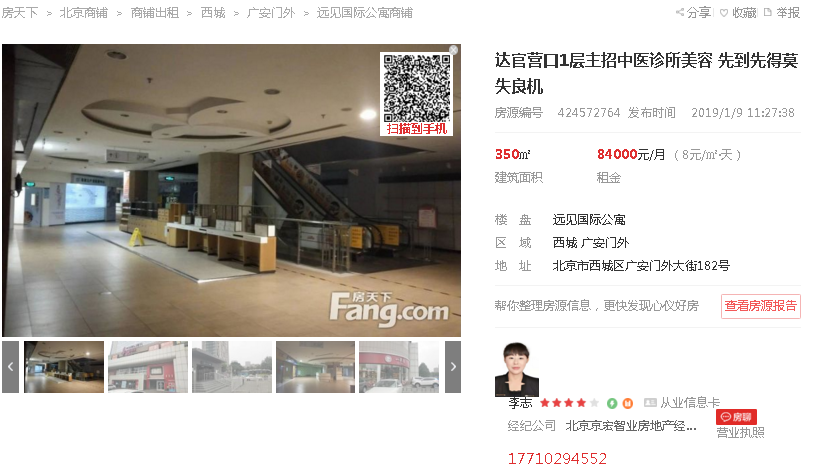 房天下 > 北京商铺 > 商铺出租 > 西城 > 广安门外 > 远见国际公寓商铺
分享 收藏 举报
扫描到手机
房天下
Fang.com
达官营口1层主招中医诊所美容 先到先得莫
失良机
房源编号 424572764 发布时间 2019/1/9 11:27:38
350㎡ 84000元/月 ( 8元/㎡·天 )
建筑面积 租金
楼 盘 远见国际公寓
区 域 西城 广安门外
地 址 北京市西城区广安门外大街182号
帮你整理房源信息，更快发现心仪好房 查看房源报告
李志 从业信息卡
经纪公司 北京京宏智业房地产经... 房聊
营业执照
17710294552